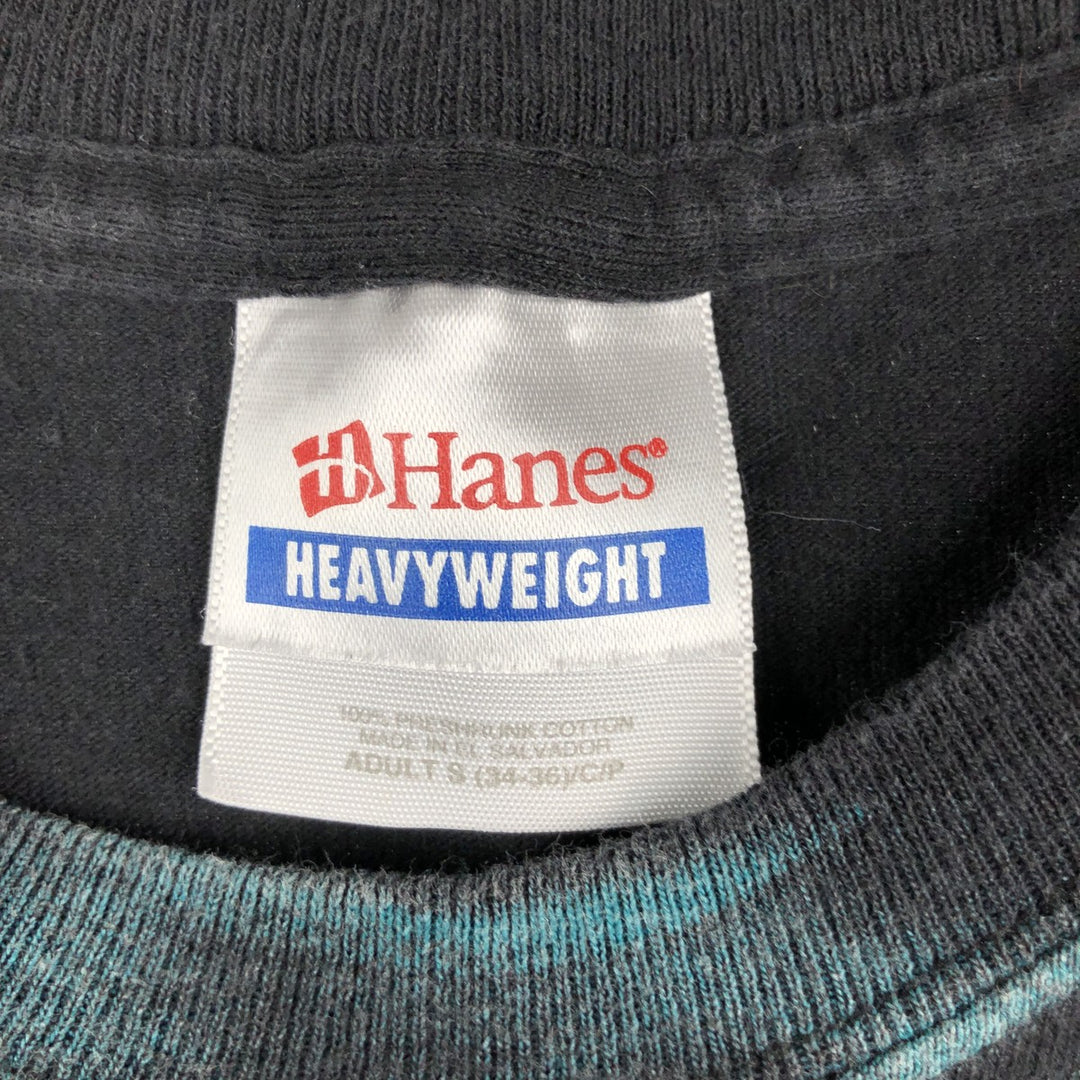 Hanes®
HEAVYWEIGHT
100% PRESHRUNK COTTON
MADE IN EL SALVADOR
ADULT S (34-36)/C/P